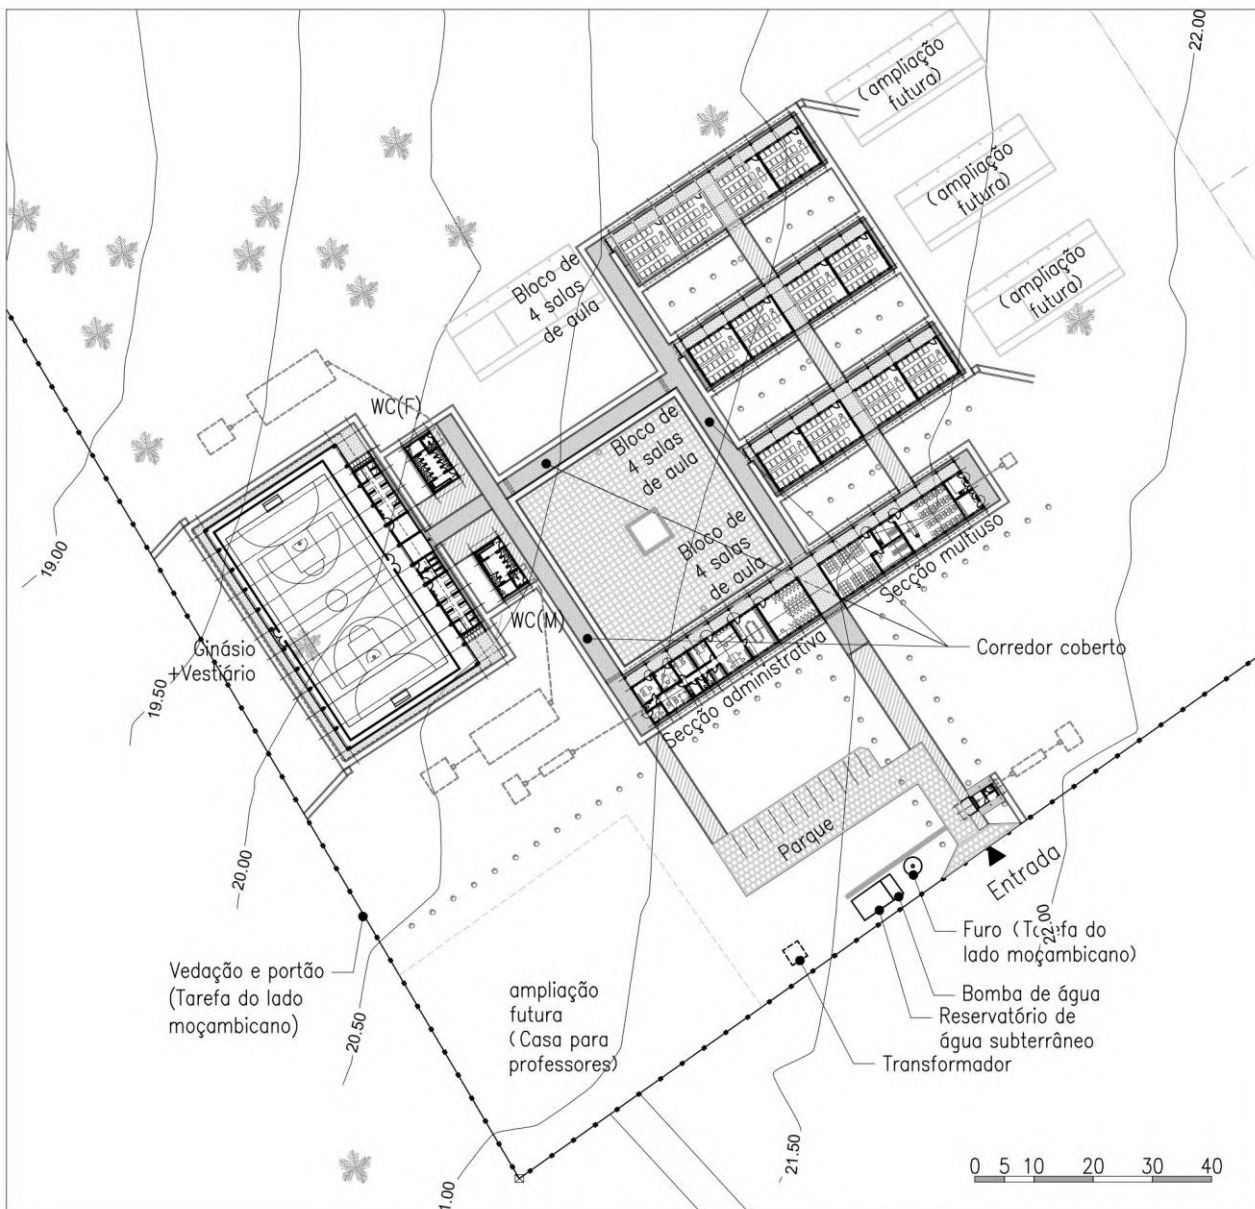 22.00
(ampliação
futura)
(ampliação
futura)
(ampliação
futura)
Bloco de
4 salas
de aula
WC(F)
Bloco de
4 salas
de aula
Bloco de
4 salas
de aula
19.00
WC(M)
Secção multiuso
Ginásio
+Vestiário
Secção administrativa
Corredor coberto
19.50
22.00
Parque
20.00
Entrada
Vedação e portão
(Tarefa do lado
moçambicano)
Furo (Tarefa do
lado moçambicano)
22.00
ampliação
futura
(Casa para
professores)
Bomba de água
Reservatório de
água subterrâneo
Transformador
20.50
21.50
1.00
0 5 10 20 30 40